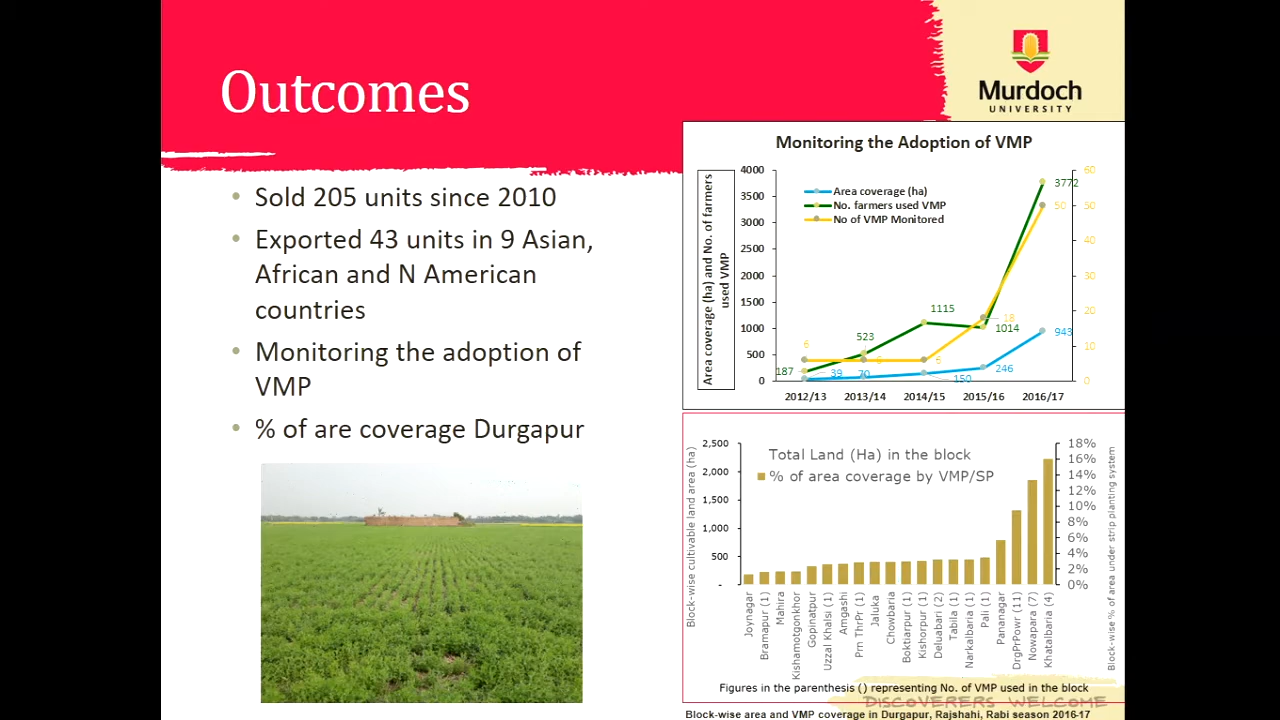 Outcomes
Murdoch
UNIVERSITY
• Sold 205 units since 2010
• Exported 43 units in 9 Asian,
African and N American
countries
• Monitoring the adoption of
VMP
• % of are coverage Durgapur
Monitoring the Adoption of VMP
Area coverage (ha) and No. of farmers
used VMP
4000
3500
3000
2500
2000
1500
1000
500
0
Area coverage (ha)
No. farmers used VMP
No of VMP Monitored
60
50
40
30
20
10
0
187
523
1115
1014
3772
39
70
150
246
943
6
6
6
18
50
2012/13
2013/14
2014/15
2015/16
2016/17
Block-wise cultivable land area (ha)
2,500
2,000
1,500
1,000
500
-
Total Land (Ha) in the block
% of area coverage by VMP/SP
18%
16%
14%
12%
10%
8%
6%
4%
2%
0%
Block-wise % of area under strip planting system
Joynagar
Bramapur (1)
Mahira
Kishamotgonkhor
Gopinatpur
Uzzal Khalsi (1)
Amgashi
Pm ThrPr (1)
Jaluka
Chowbaria
Boktiarpur (1)
Kishorpur (1)
Deluabari (2)
Tabila (1)
Narkalbaria (1)
Pali (1)
Pananagar
DrgPrPowr (11)
Nowapara (7)
Khatalbaria (4)
Figures in the parenthesis () representing No. of VMP used in the block
DISCOVERERS WELCOME
Block-wise area and VMP coverage in Durgapur, Rajshahi, Rabi season 2016-17